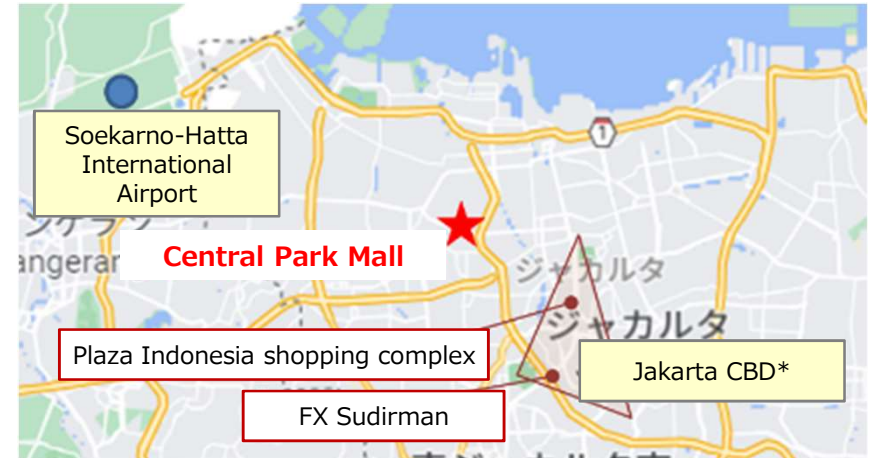 Soekarno-Hatta
International
Airport
1
angera
Central Park Mall
ジャカルタ
ジャカルタ
Plaza Indonesia shopping complex
Jakarta CBD*
FX Sudirman